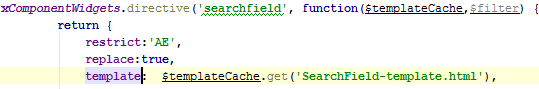 xComponentWidgets.directive('searchfield', function($templateCache,$filter) {
return {
restrict:'AE',
replace:true,
template: $templateCache.get('SearchField-template.html'),